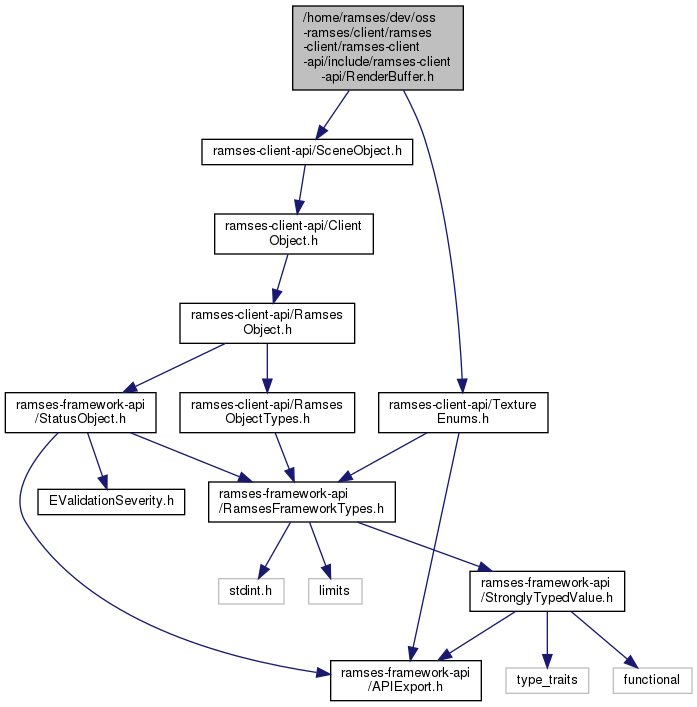 /home/ramses/dev/oss
-ramses/client/ramses
-client/ramses-client
-api/include/ramses-client
-api/RenderBuffer.h
ramses-client-api/SceneObject.h
ramses-client-api/Client
Object.h
ramses-client-api/Ramses
Object.h
ramses-framework-api
/StatusObject.h
ramses-client-api/Ramses
ObjectTypes.h
ramses-client-api/Texture
Enums.h
EValidationSeverity.h
ramses-framework-api
/RamsesFrameworkTypes.h
stdint.h
limits
ramses-framework-api
/StronglyTypedValue.h
ramses-framework-api
/APIExport.h
type_traits
functional